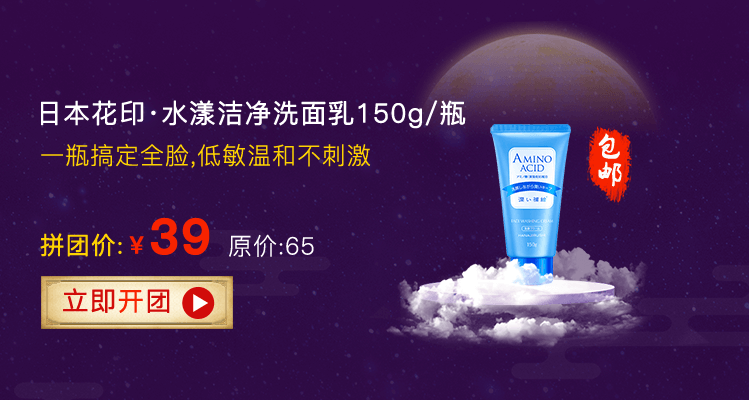 日本花印·水漾洁净洗面乳150g/瓶
一瓶搞定全脸,低敏温和不刺激
拼团价:¥39 原价:65
立即开团
AMINO
ACID
包邮
150g